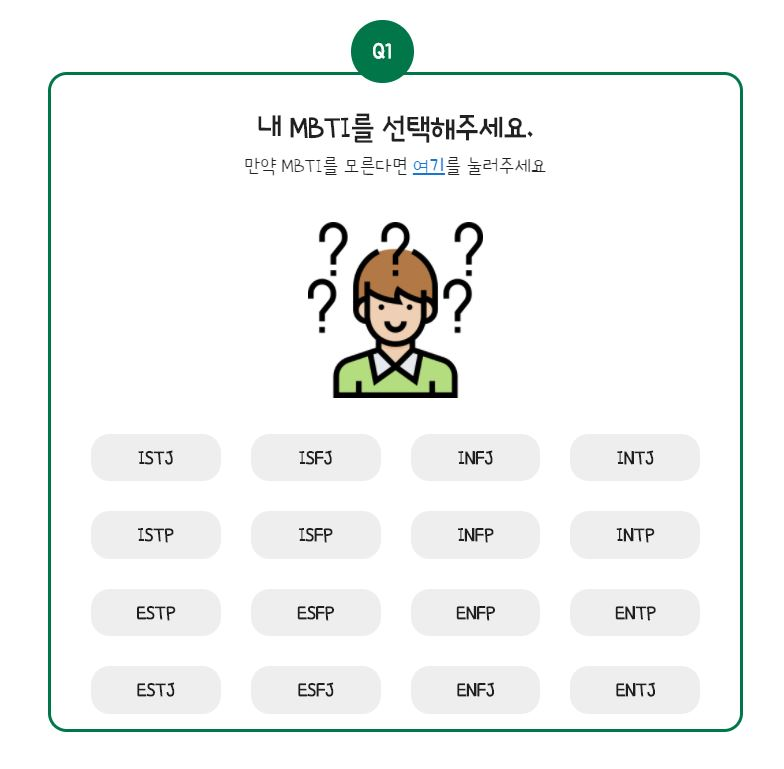 Q1
내 MBTI를 선택해주세요.
만약 MBTI를 모른다면 여기를 눌러주세요
? ? ?
? ?
ISTJ ISFJ INFJ INTJ
ISTP ISFP INFP INTP
ESTP ESFP ENFP ENTP
ESTJ ESFJ ENFJ ENTJ